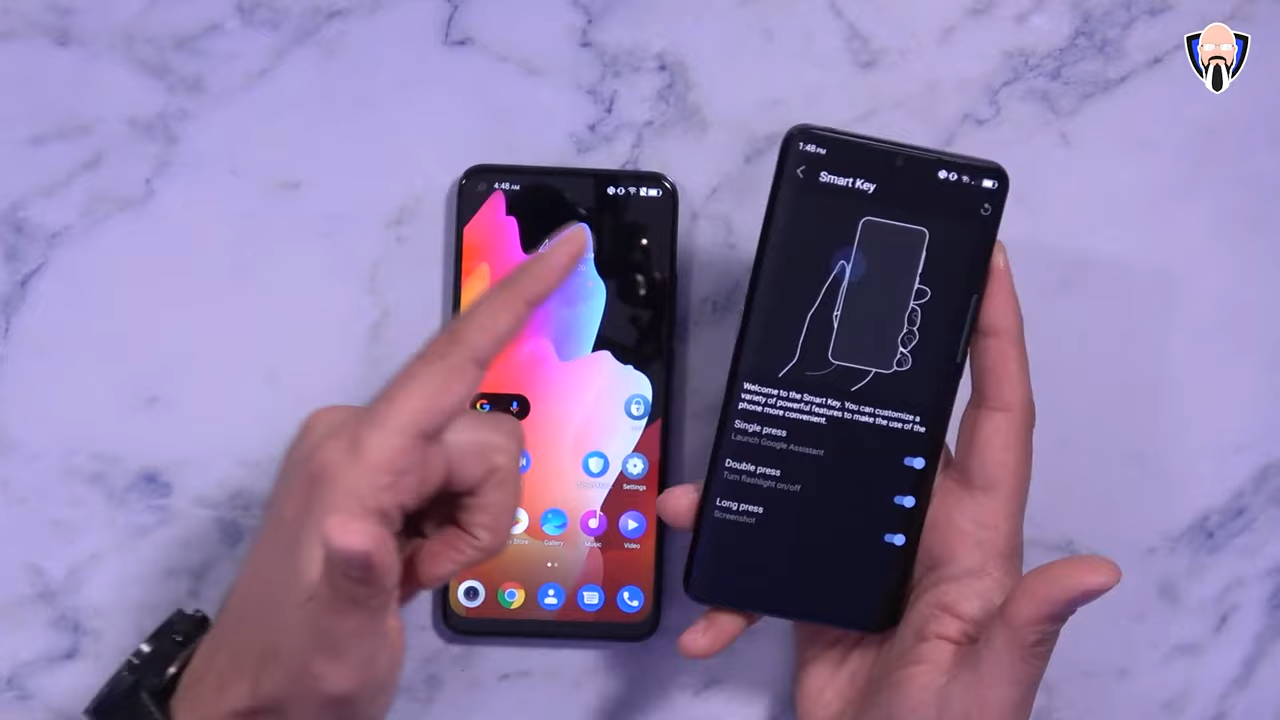 4:48 AM
Settings
Gallery
Music
Video
1:48 PM
Smart Key
Welcome to the Smart Key. You can customize a
variety of powerful features to make the use of the
phone more convenient.
Single press
Launch Google Assistant
Double press
Turn flashlight on/off
Long press
Screenshot